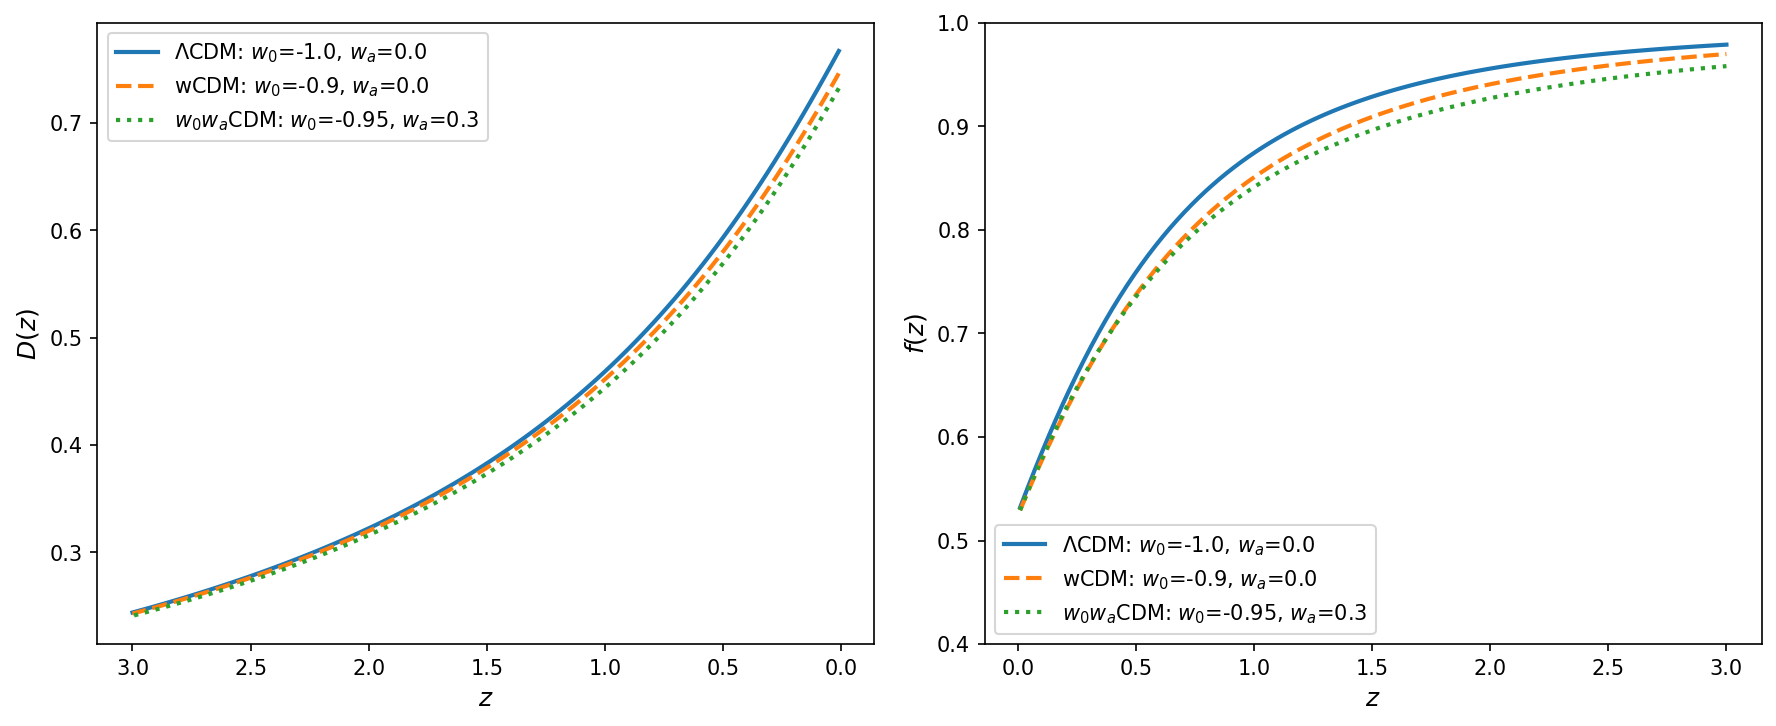 ΛCDM: w₀=-1.0, wₐ=0.0
wCDM: w₀=-0.9, wₐ=0.0
w₀wₐCDM: w₀=-0.95, wₐ=0.3
0.7
0.6
0.5
0.4
0.3
D(z)
3.0 2.5 2.0 1.5 1.0 0.5 0.0
z
1.0
0.9
0.8
0.7
0.6
0.5
0.4
f(z)
ΛCDM: w₀=-1.0, wₐ=0.0
wCDM: w₀=-0.9, wₐ=0.0
w₀wₐCDM: w₀=-0.95, wₐ=0.3
0.0 0.5 1.0 1.5 2.0 2.5 3.0
z